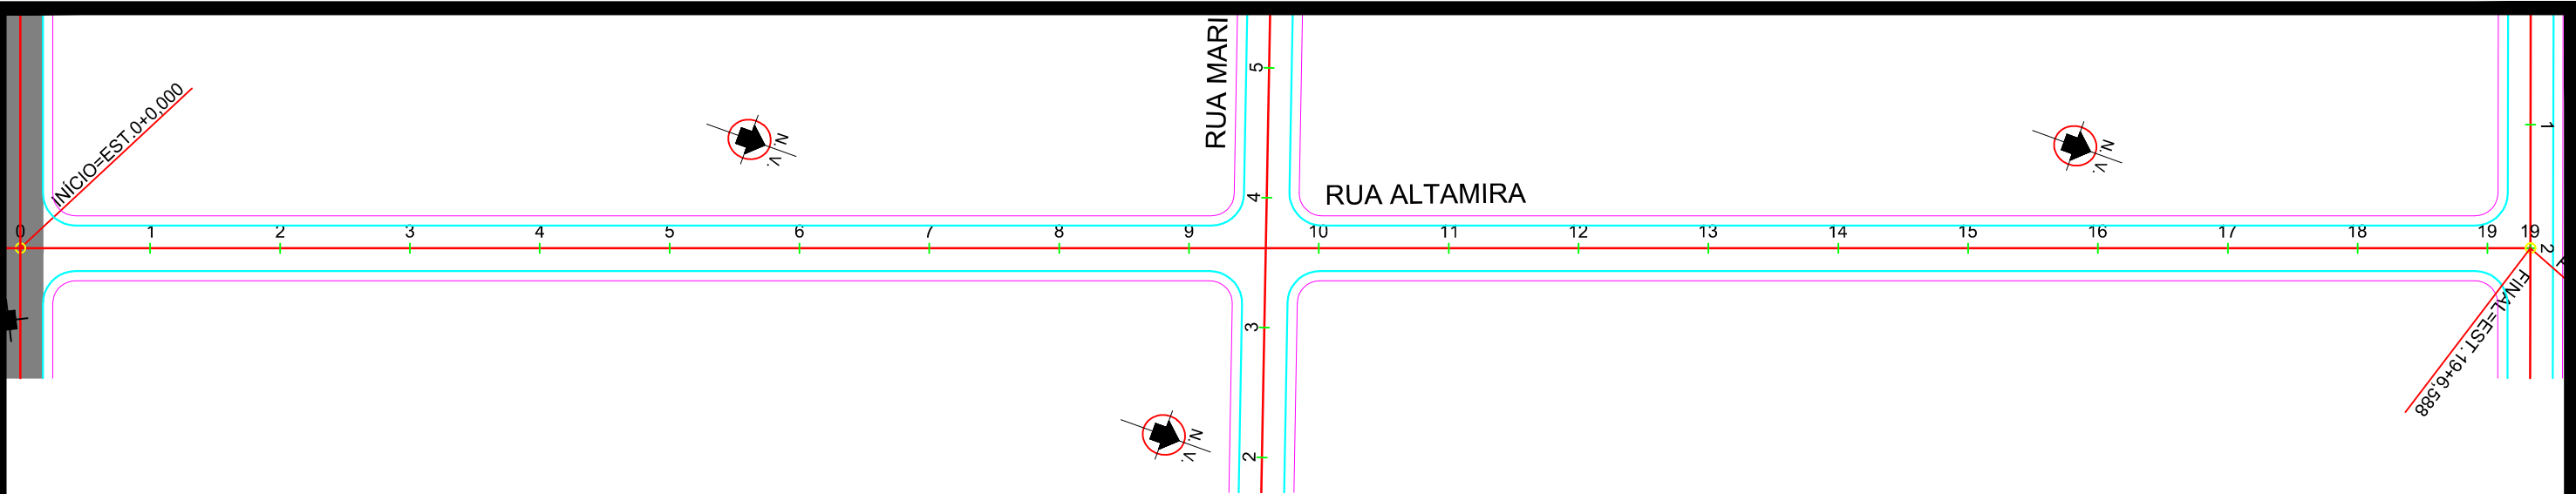 RUA MARI
5
INÍCIO=EST.0+0,000
N.
V.
1
N.
V.
4
RUA ALTAMIRA
0 1 2 3 4 5 6 7 8 9 10 11 12 13 14 15 16 17 18 19 19
2
FINAL=EST.19+6,588
3
N.
V.
2